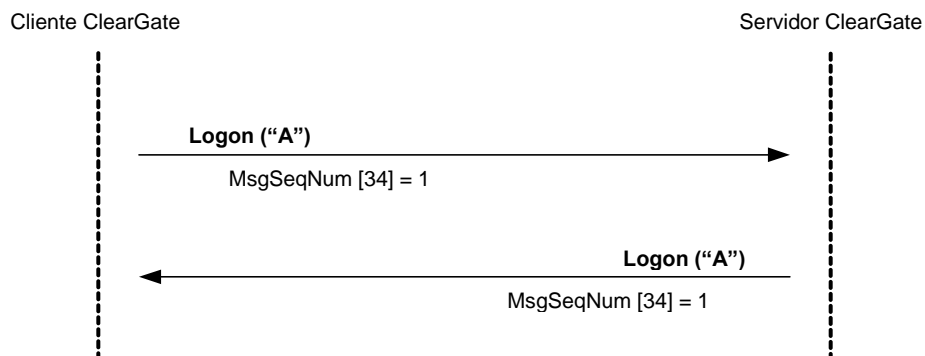 Cliente ClearGate
Servidor ClearGate
Logon (“A”)
MsgSeqNum [34] = 1
Logon (“A”)
MsgSeqNum [34] = 1